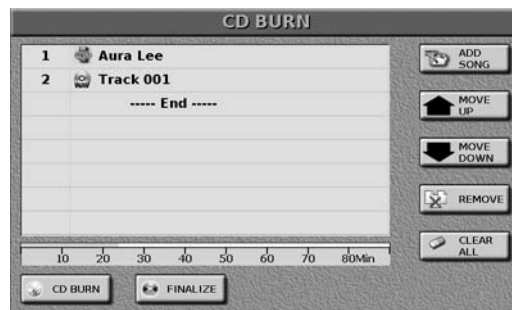 CD BURN
1 Aura Lee
2 WAV Track 001
----- End -----
10 20 30 40 50 60 70 80Min
ADD
SONG
MOVE
UP
MOVE
DOWN
REMOVE
CLEAR
ALL
CD BURN
FINALIZE